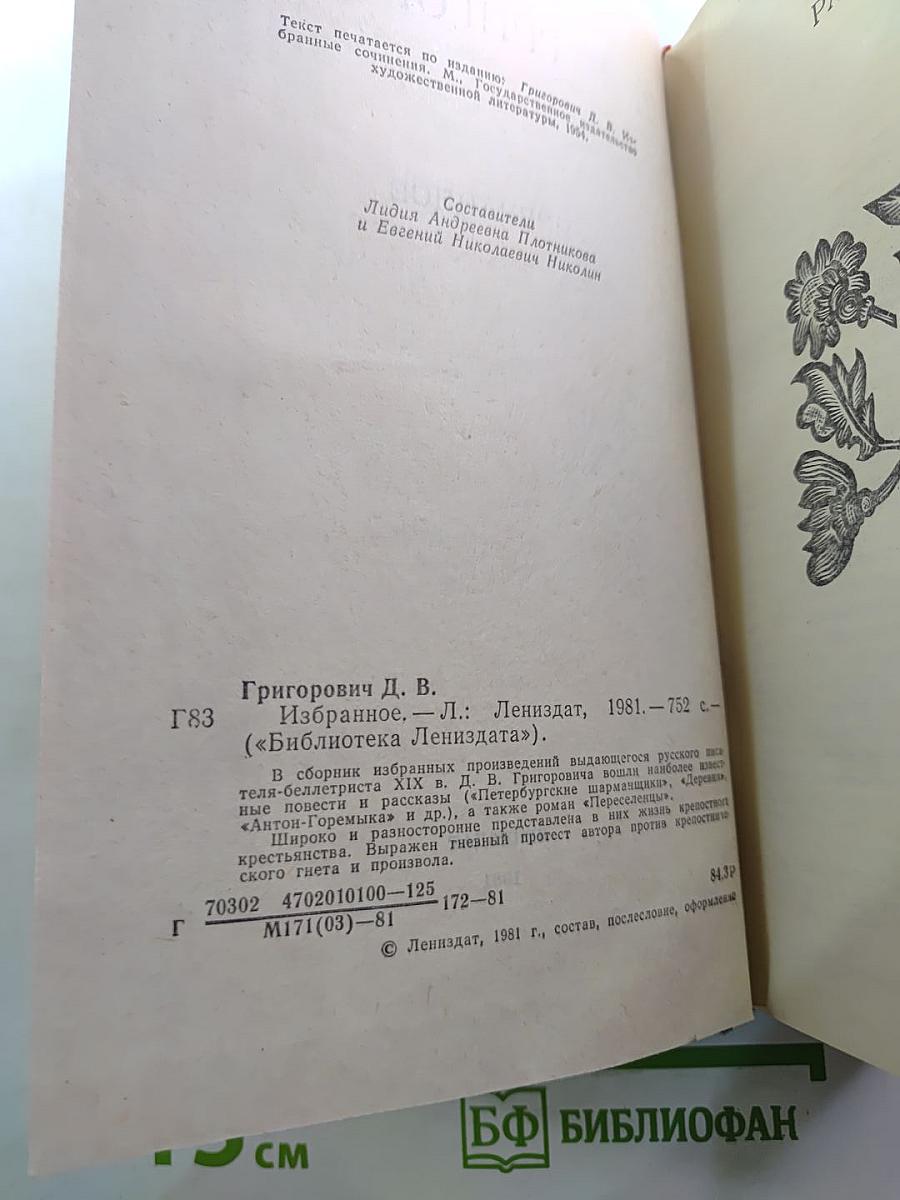 Текст печатается по изданию: Григорович Д. В. Из-
бранные сочинения. М., Государственное издательство
художественной литературы, 1954.
Составители
Лидия Андреевна Плотникова
и Евгений Николаевич Николин
Григорович Д. В.
Г83 Избранное. — Л.: Лениздат, 1981. — 752 с. —
(«Библиотека Лениздата»).
В сборник избранных произведений выдающегося русского писа-
теля-беллетриста XIX в. Д. В. Григоровича вошли наиболее извест-
ные повести и рассказы («Петербургские шарманщики», «Деревня»,
«Антон-Горемыка» и др.), а также роман «Переселенцы».
Широко и разносторонне представлена в них жизнь крепостного
крестьянства. Выражен гневный протест автора против крепостниче-
ского гнета и произвола.
Г 70302 4702010100—125 172—81
М171(03)—81
84.3Р
© Лениздат, 1981 г., состав, послесловие, оформление
БФ БИБЛИОФАН
см